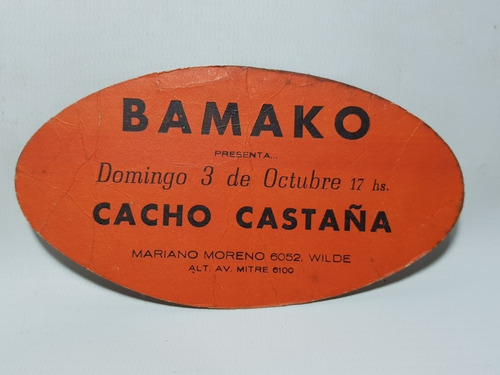 BAMAKO
PRESENTA...
Domingo 3 de Octubre 17 hs.
CACHO CASTAÑA
MARIANO MORENO 6052, WILDE
ALT. AV. MITRE 6100